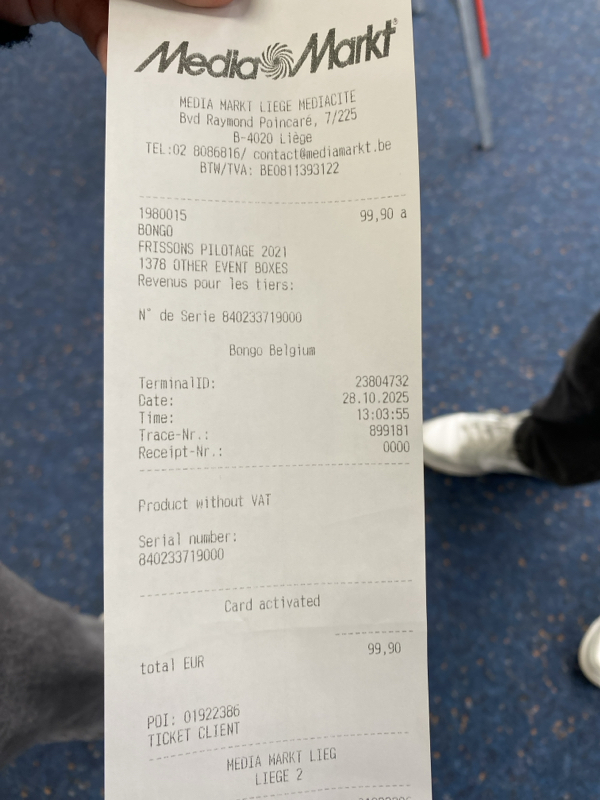 Media Markt
MEDIA MARKT LIEGE MEDIACITE
Bvd Raymond Poincaré, 7/225
B-4020 Liège
TEL:02 8086816/ contact@mediamarkt.be
BTW/TVA: BE0811393122
1980015 99,90 a
BONGO
FRISSONS PILOTAGE 2021
1378 OTHER EVENT BOXES
Revenus pour les tiers:
N° de Serie 840233719000
Bongo Belgium
TerminalID: 23804732
Date: 28.10.2025
Time: 13:03:55
Trace-Nr.: 899181
Receipt-Nr.: 0000
Product without VAT
Serial number:
840233719000
Card activated
total EUR 99,90
POI: 01922386
TICKET CLIENT
MEDIA MARKT LIEG
LIEGE 2